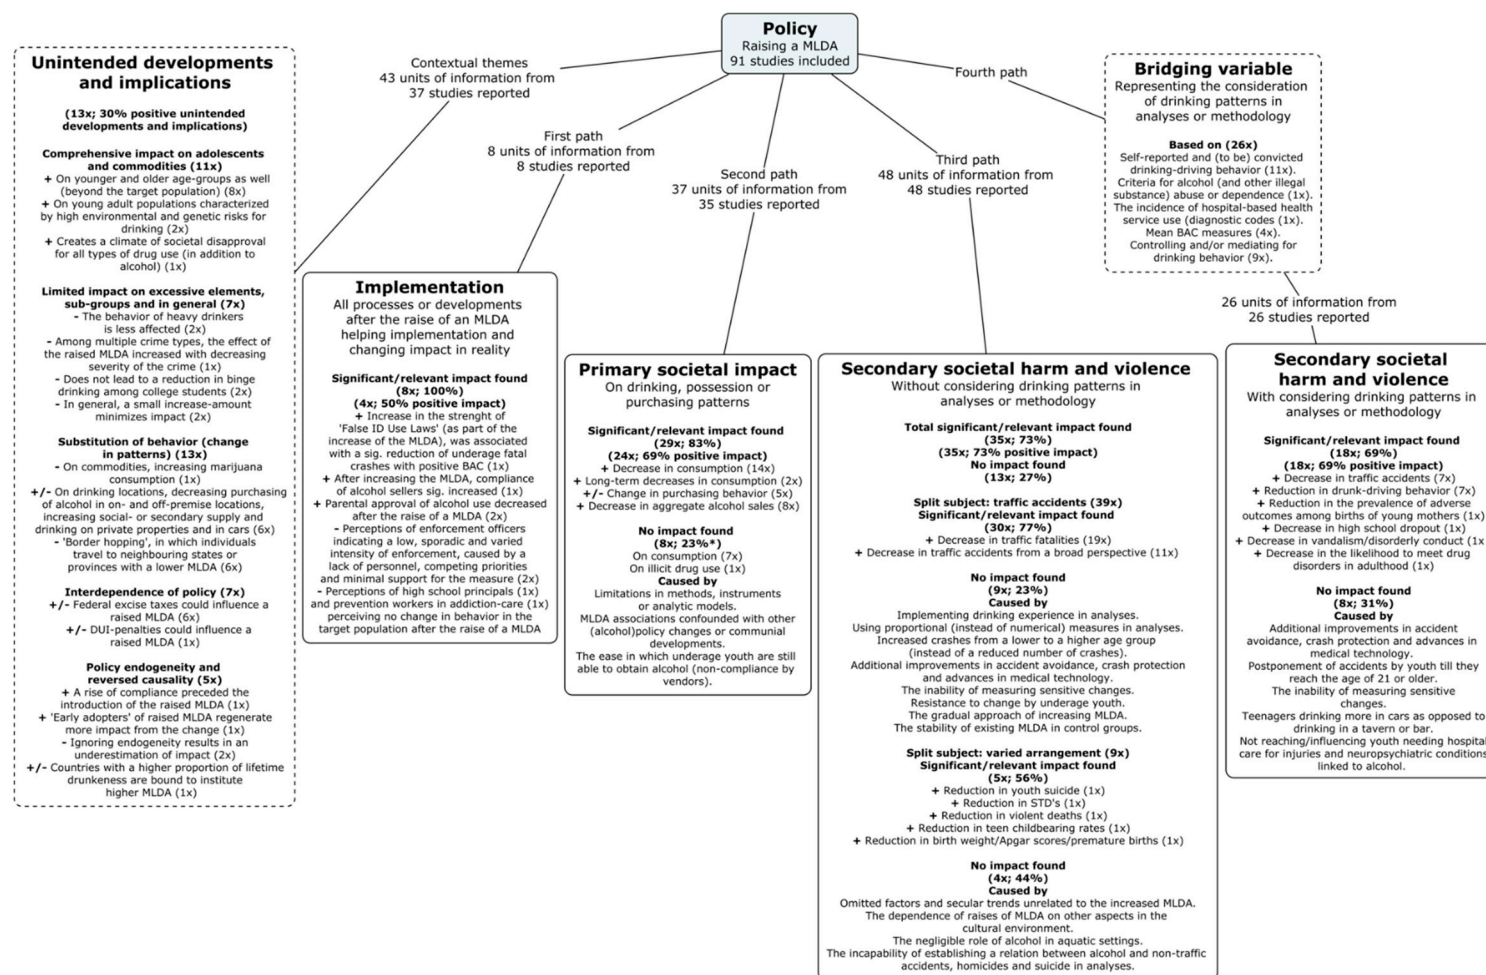 Policy
Raising a MLDA
91 studies included
Contextual themes
43 units of information from
37 studies reported
First path
8 units of information from
8 studies reported
Second path
37 units of information from
35 studies reported
Third path
48 units of information from
48 studies reported
Fourth path
Unintended developments
and implications
(13x; 30% positive unintended
developments and implications)
Comprehensive impact on adolescents
and commodities (11x)
+ On younger and older age-groups as well
(beyond the target population) (8x)
+ On young adult populations characterized
by high environmental and genetic risks for
drinking (2x)
+ Creates a climate of societal disapproval
for all types of drug use (in addition to
alcohol) (1x)
Limited impact on excessive elements,
sub-groups and in general (7x)
- The behavior of heavy drinkers
is less affected (2x)
- Among multiple crime types, the effect of
the raised MLDA increased with decreasing
severity of the crime (1x)
- Does not lead to a reduction in binge
drinking among college students (2x)
- In general, a small increase-amount
minimizes impact (2x)
Substitution of behavior (change
in patterns) (13x)
- On commodities, increasing marijuana
consumption (1x)
+/- On drinking locations, decreasing purchasing
of alcohol in on- and off-premise locations,
increasing social- or secondary supply and
drinking on private properties and in cars (6x)
- 'Border hopping', in which individuals
travel to neighbouring states or
provinces with a lower MLDA (6x)
Interdependence of policy (7x)
+/- Federal excise taxes could influence a
raised MLDA (6x)
+/- DUI-penalties could influence a
raised MLDA (1x)
Policy endogeneity and
reversed causality (5x)
+ A rise of compliance preceded the
introduction of the raised MLDA (1x)
+ 'Early adopters' of raised MLDA regenerate
more impact from the change (1x)
- Ignoring endogeneity results in an
underestimation of impact (2x)
+/- Countries with a higher proportion of lifetime
drunkeness are bound to institute
higher MLDA (1x)
Implementation
All processes or developments
after the raise of an MLDA
helping implementation and
changing impact in reality
Significant/relevant impact found
(8x; 100%)
(4x; 50% positive impact)
+ Increase in the strenght of
'False ID Use Laws' (as part of the
increase of the MLDA), was associated
with a sig. reduction of underage fatal
crashes with positive BAC (1x)
+ After increasing the MLDA, compliance
of alcohol sellers sig. increased (1x)
+ Parental approval of alcohol use decreased
after the raise of a MLDA (2x)
- Perceptions of enforcement officers
indicating a low, sporadic and varied
intensity of enforcement, caused by a
lack of personnel, competing priorities
and minimal support for the measure (2x)
- Perceptions of high school principals (1x)
and prevention workers in addiction-care (1x)
perceiving no change in behavior in the
target population after the raise of a MLDA
Primary societal impact
On drinking, possession or
purchasing patterns
Significant/relevant impact found
(29x; 83%)
(24x; 69% positive impact)
+ Decrease in consumption (14x)
+ Long-term decreases in consumption (2x)
+/- Change in purchasing behavior (5x)
+ Decrease in aggregate alcohol sales (8x)
No impact found
(8x; 23%*)
On consumption (7x)
On illicit drug use (1x)
Caused by
Limitations in methods, instruments
or analytic models.
MLDA associations confounded with other
(alcohol)policy changes or communal
developments.
The ease in which underage youth are still
able to obtain alcohol (non-compliance by
vendors).
Secondary societal harm and violence
Without considering drinking patterns in
analyses or methodology
Total significant/relevant impact found
(35x; 73%)
(35x; 73% positive impact)
No impact found
(13x; 27%)
Split subject: traffic accidents (39x)
Significant/relevant impact found
(30x; 77%)
+ Decrease in traffic fatalities (19x)
+ Decrease in traffic accidents from a broad perspective (11x)
No impact found
(9x; 23%)
Caused by
Implementing drinking experience in analyses.
Using proportional (instead of numerical) measures in analyses.
Increased crashes from a lower to a higher age group
(instead of a reduced number of crashes).
Additional improvements in accident avoidance, crash protection
and advances in medical technology.
The inability of measuring sensitive changes.
Resistance to change by underage youth.
The gradual approach of increasing MLDA.
The stability of existing MLDA in control groups.
Split subject: varied arrangement (9x)
Significant/relevant impact found
(5x; 56%)
+ Reduction in youth suicide (1x)
+ Reduction in STD's (1x)
+ Reduction in violent deaths (1x)
+ Reduction in teen childbearing rates (1x)
+ Reduction in birth weight/Apgar scores/premature births (1x)
No impact found
(4x; 44%)
Caused by
Omitted factors and secular trends unrelated to the increased MLDA.
The dependence of raises of MLDA on other aspects in the
cultural environment.
The negligible role of alcohol in aquatic settings.
The incapability of establishing a relation between alcohol and non-traffic
accidents, homicides and suicide in analyses.
Bridging variable
Representing the consideration
of drinking patterns in
analyses or methodology
Based on (26x)
Self-reported and (to be) convicted
drinking-driving behavior (11x).
Criteria for alcohol (and other illegal
substance) abuse or dependence (1x).
The incidence of hospital-based health
service use (diagnostic codes (1x).
Mean BAC measures (4x).
Controlling and/or mediating for
drinking behavior (9x).
26 units of information from
26 studies reported
Secondary societal
harm and violence
With considering drinking patterns in
analyses or methodology
Significant/relevant impact found
(18x; 69%)
(18x; 69% positive impact)
+ Decrease in traffic accidents (7x)
+ Reduction in drunk-driving behavior (7x)
+ Reduction in the prevalence of adverse
outcomes among births of young mothers (1x)
+ Decrease in high school dropout (1x)
+ Decrease in vandalism/disorderly conduct (1x
+ Decrease in the likelihood to meet drug
disorders in adulthood (1x)
No impact found
(8x; 31%)
Caused by
Additional improvements in accident
avoidance, crash protection and advances in
medical technology.
Postponement of accidents by youth till they
reach the age of 21 or older.
The inability of measuring sensitive
changes.
Teenagers drinking more in cars as opposed to
drinking in a tavern or bar.
Not reaching/influencing youth needing hospital
care for injuries and neuropsychiatric conditions
linked to alcohol.